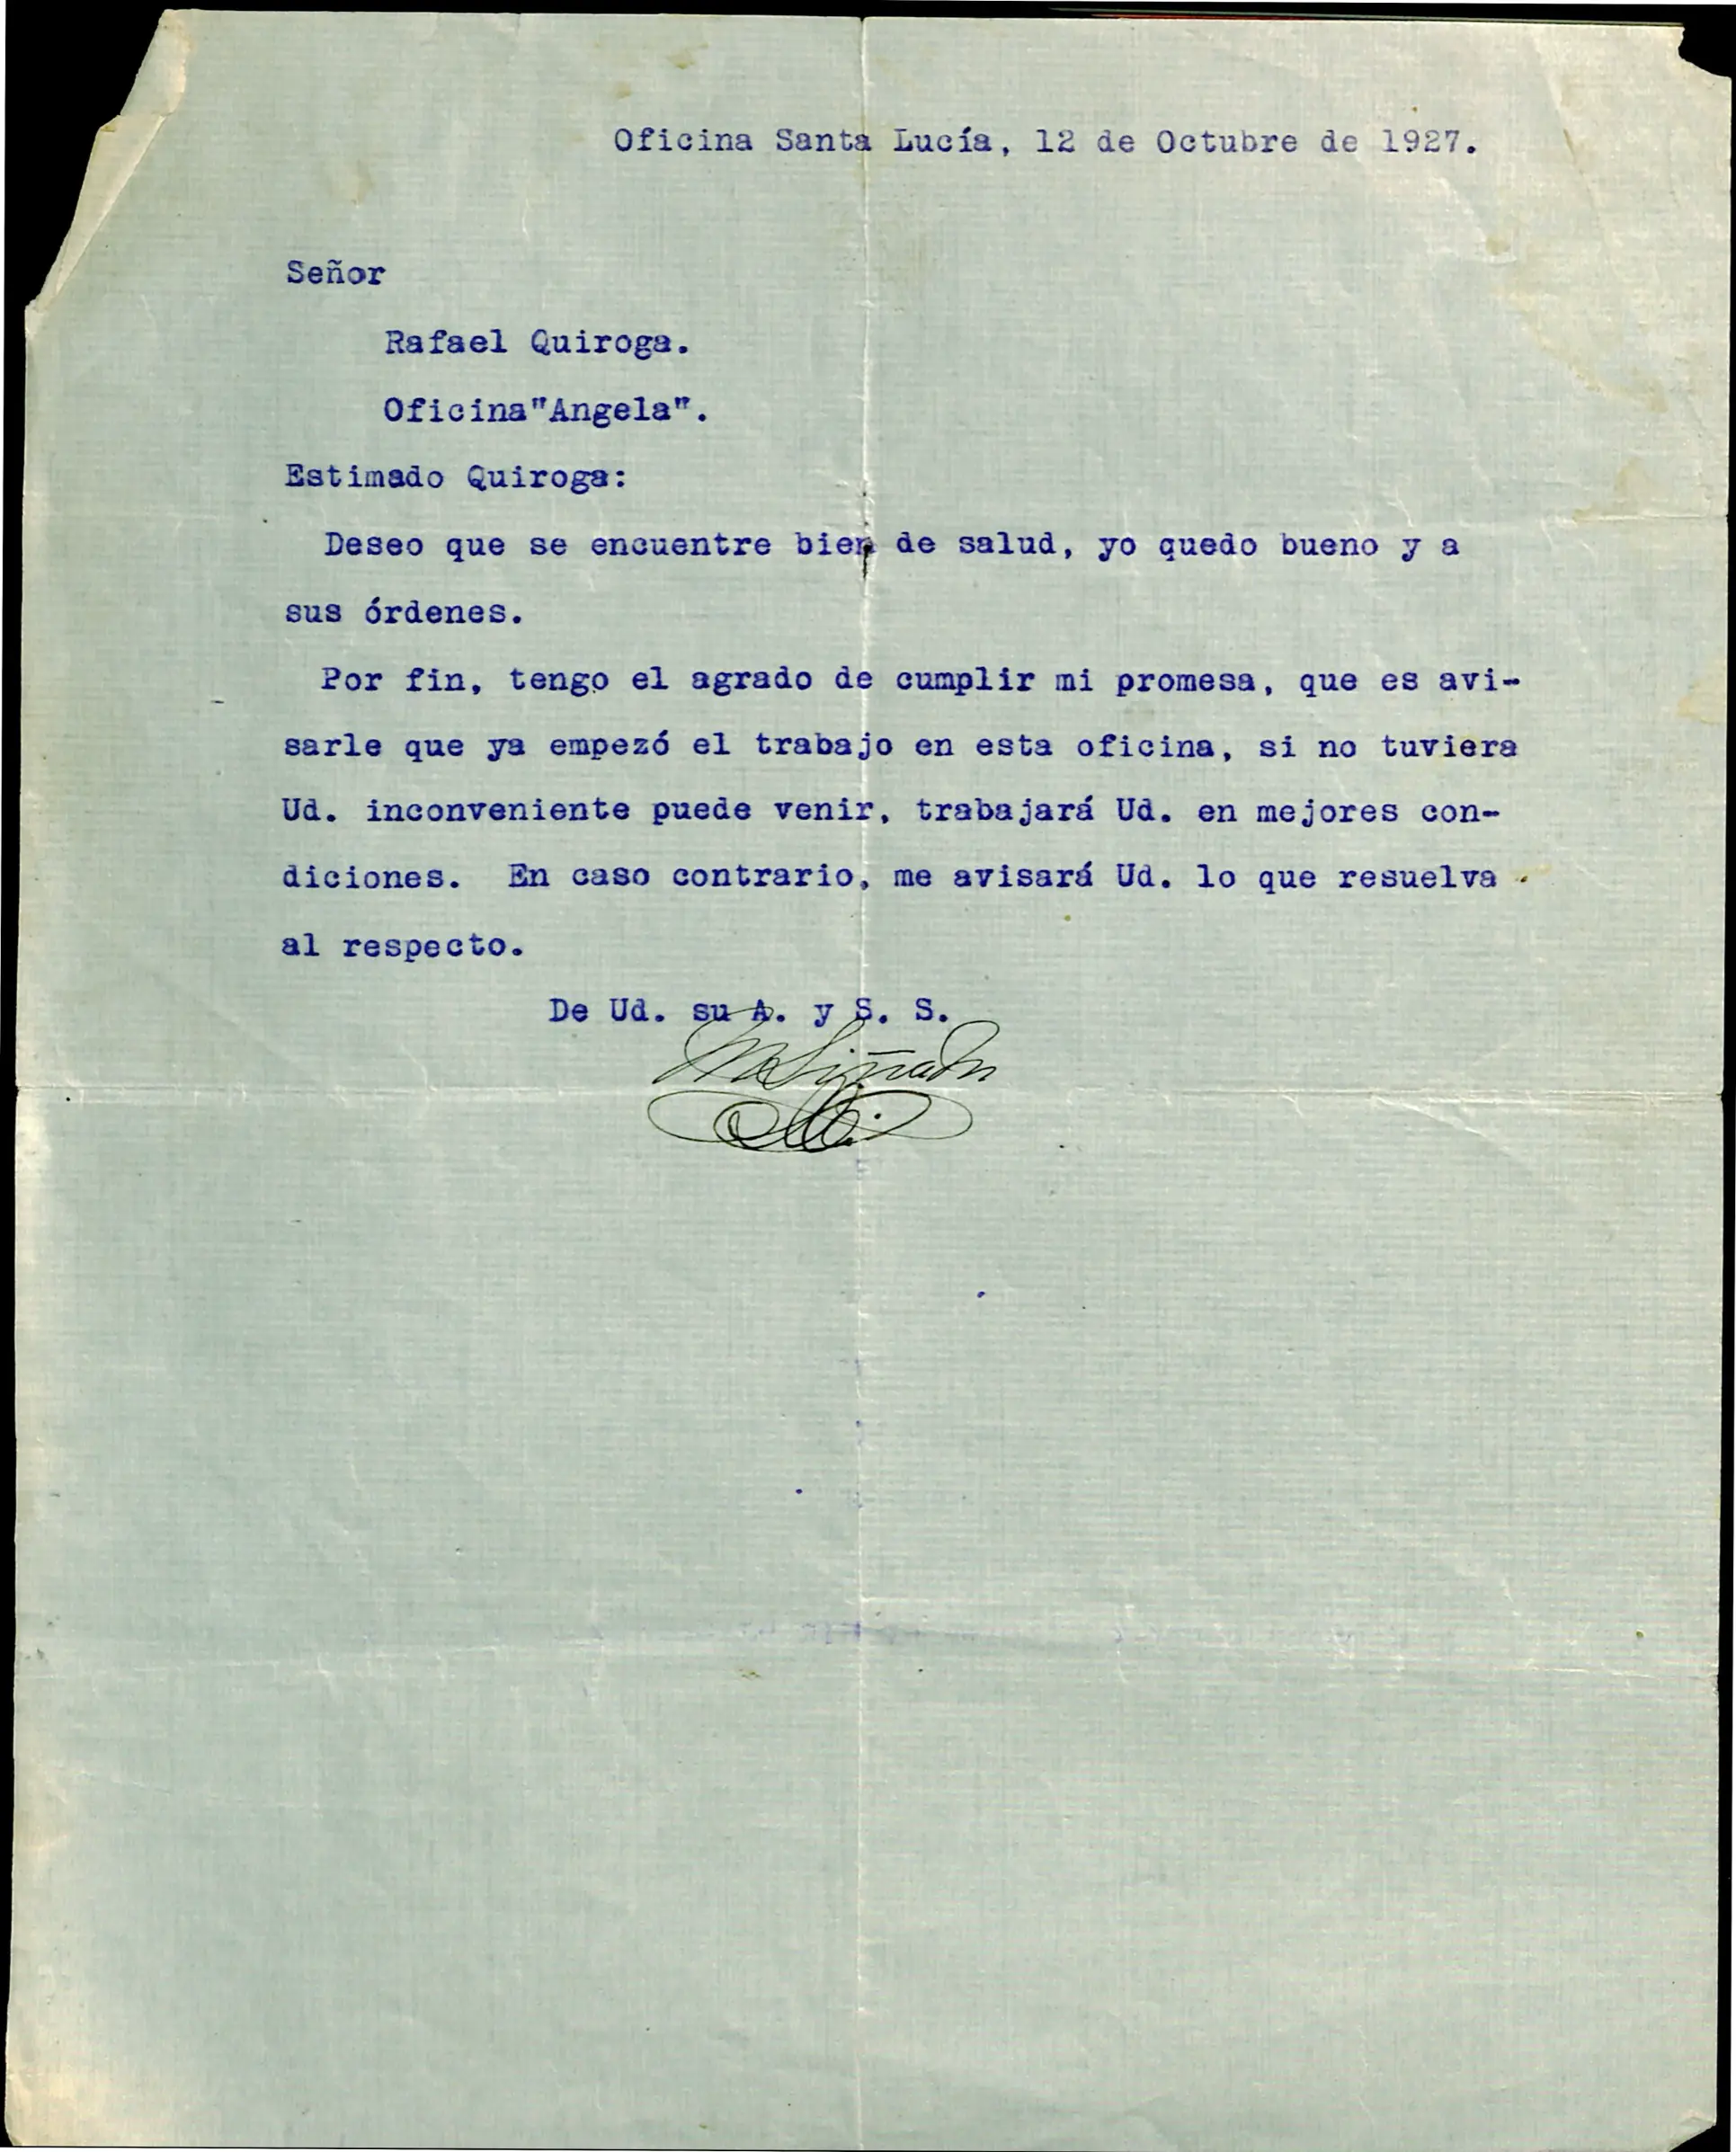 Oficina Santa Lucía, 12 de Octubre de 1927.
Señor
Rafael Quiroga.
Oficina"Angela".
Estimado Quiroga:
Deseo que se encuentre bien de salud, yo quedo bueno y a
sus órdenes.
Por fin, tengo el agrado de cumplir mi promesa, que es avi-
sarle que ya empezó el trabajo en esta oficina, si no tuviera
Ud. inconveniente puede venir, trabajará Ud. en mejores con-
diciones. En caso contrario, me avisará Ud. lo que resuelva
al respecto.
De Ud. su A. y S. S.